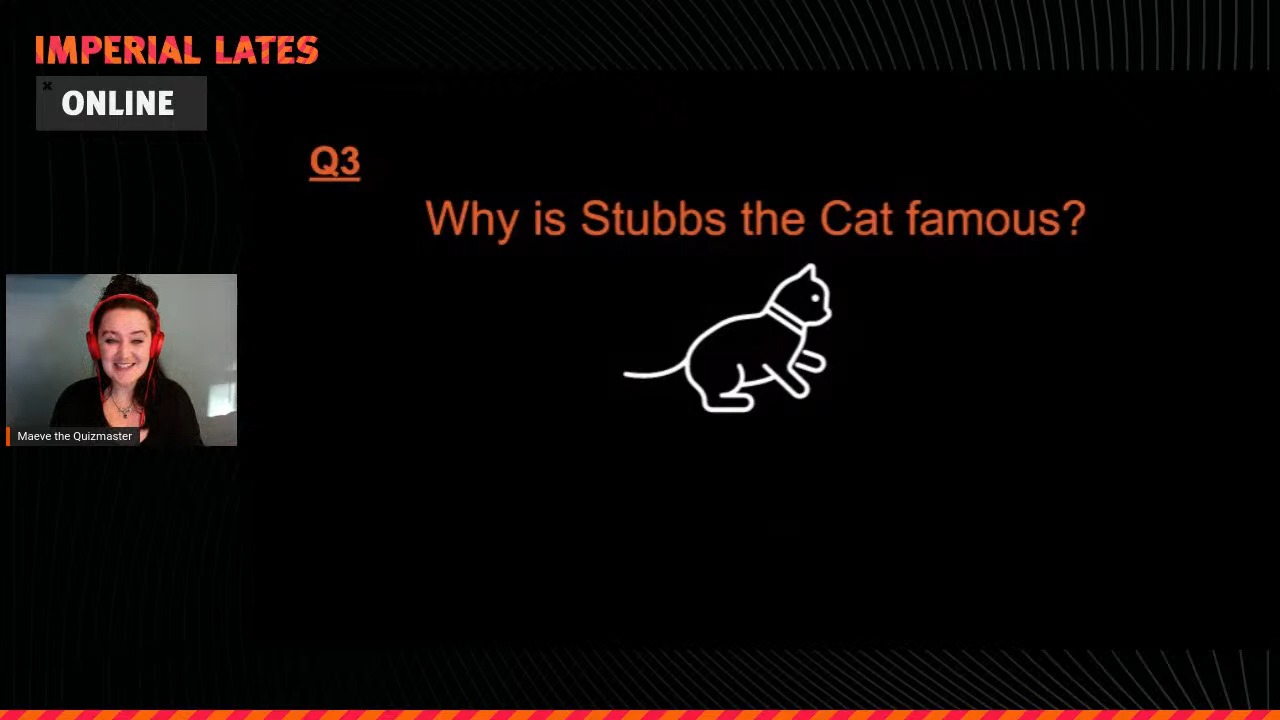 IMPERIAL LATES
ONLINE
Q3
Why is Stubbs the Cat famous?
Maeve the Quizmaster